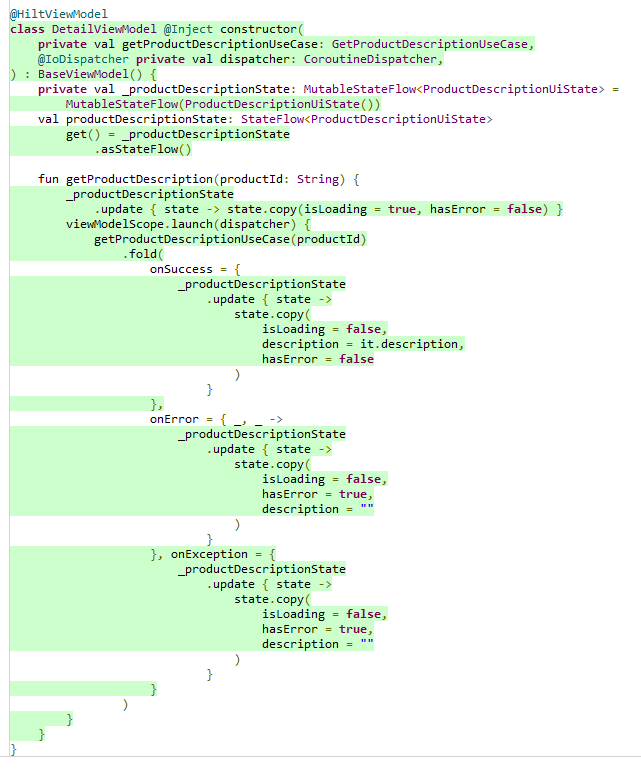 @HiltViewModel
class DetailViewModel @Inject constructor(
    private val getProductDescriptionUseCase: GetProductDescriptionUseCase,
    @IoDispatcher private val dispatcher: CoroutineDispatcher,
) : BaseViewModel() {
    private val _productDescriptionState: MutableStateFlow<ProductDescriptionUiState> =
        MutableStateFlow(ProductDescriptionUiState())
    val productDescriptionState: StateFlow<ProductDescriptionUiState>
        get() = _productDescriptionState
            .asStateFlow()

    fun getProductDescription(productId: String) {
        _productDescriptionState
            .update { state -> state.copy(isLoading = true, hasError = false) }
        viewModelScope.launch(dispatcher) {
            getProductDescriptionUseCase(productId)
                .fold(
                    onSuccess = {
                        _productDescriptionState
                            .update { state ->
                                state.copy(
                                    isLoading = false,
                                    description = it.description,
                                    hasError = false
                                )
                            }
                    },
                    onError = { _, _ ->
                        _productDescriptionState
                            .update { state ->
                                state.copy(
                                    isLoading = false,
                                    hasError = true,
                                    description = ""
                                )
                            }
                    }, onException = {
                        _productDescriptionState
                            .update { state ->
                                state.copy(
                                    isLoading = false,
                                    hasError = true,
                                    description = ""
                                )
                            }
                    }
                )
        }
    }
}